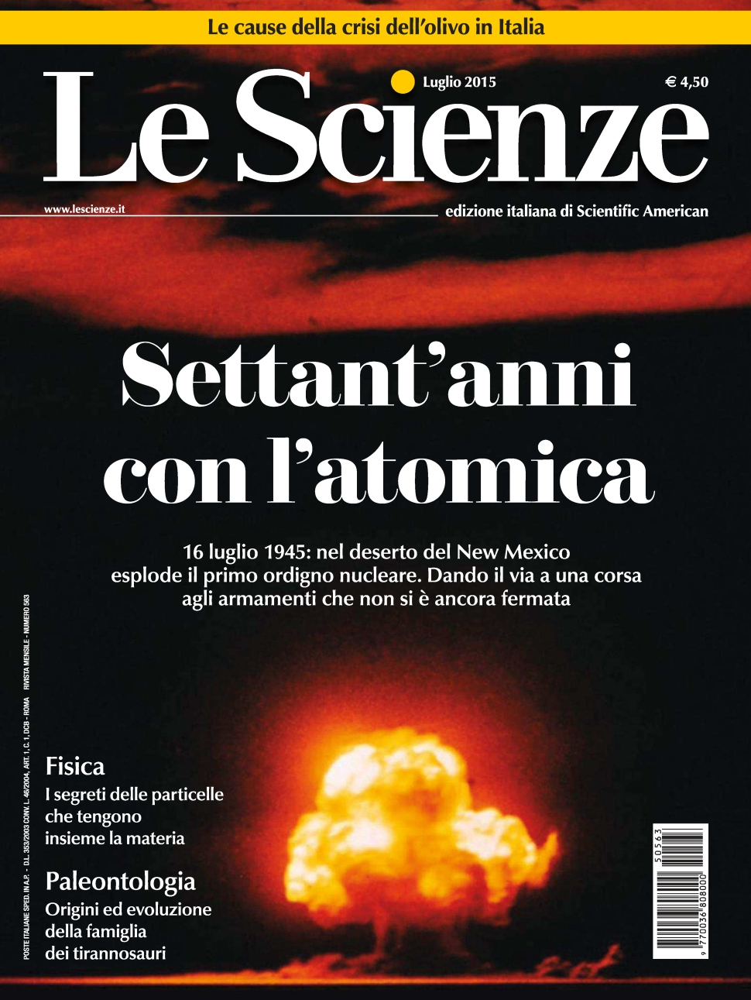 Le cause della crisi dell'olivo in Italia
Luglio 2015
€ 4,50
Le Scienze
www.lescienze.it
edizione italiana di Scientific American
Settant'anni
con l'atomica
16 luglio 1945: nel deserto del New Mexico
esplode il primo ordigno nucleare. Dando il via a una corsa
agli armamenti che non si è ancora fermata
Fisica
I segreti delle particelle
che tengono
insieme la materia
Paleontologia
Origini ed evoluzione
della famiglia
dei tirannosauri
POSTE ITALIANE SPED. IN A.P. - D.L. 353/2003 CONV. L. 46/2004, ART. 1, C. 1, DCB - ROMA RIVISTA MENSILE - NUMERO 563
50563
9 770036 808000